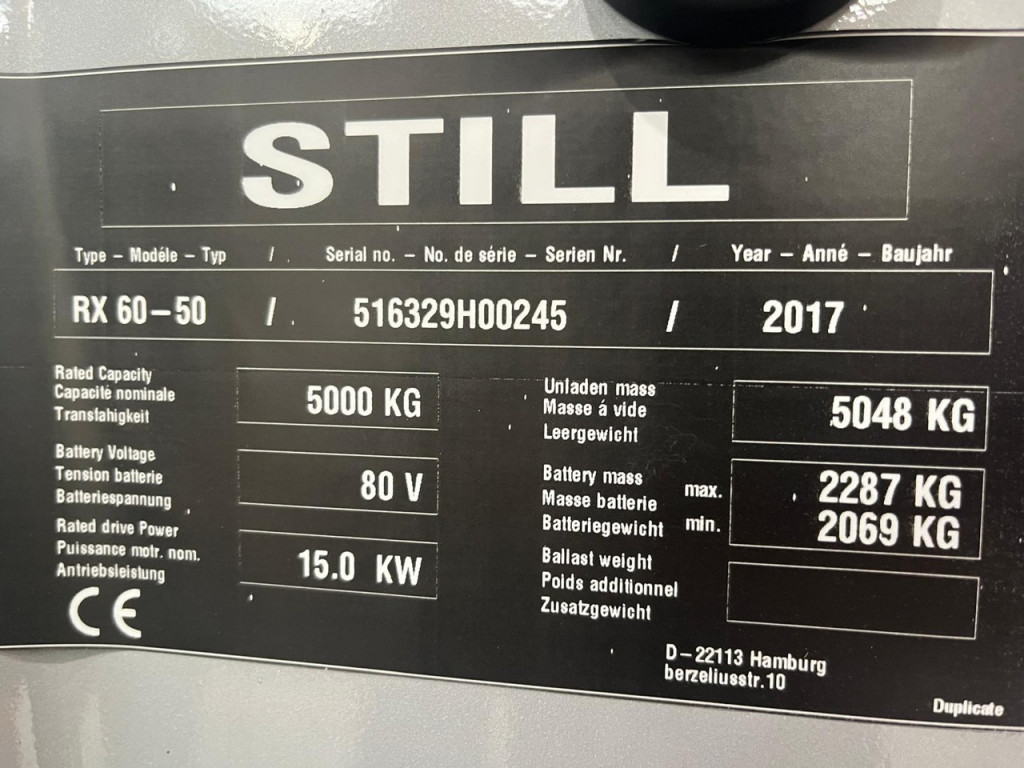 STILL
Type – Modéle – Typ / Serial no. – No. de série – Serien Nr. / Year – Anné – Baujahr
RX 60–50 / 516329H00245 / 2017
Rated Capacity
Capacité nominale
Transfahigkeit
5000 KG
Battery Voltage
Tension batterie
Batteriespannung
80 V
Rated drive Power
Puissance motr. nom.
Antriebsleistung
15.0 KW
CE
Unladen mass
Masse á vide
Leergewicht
5048 KG
Battery mass
Masse batterie
Batteriegewicht
max. 2287 KG
min. 2069 KG
Ballast weight
Poids additionnel
Zusatzgewicht
D–22113 Hamburg
berzeliusstr.10
Duplicate